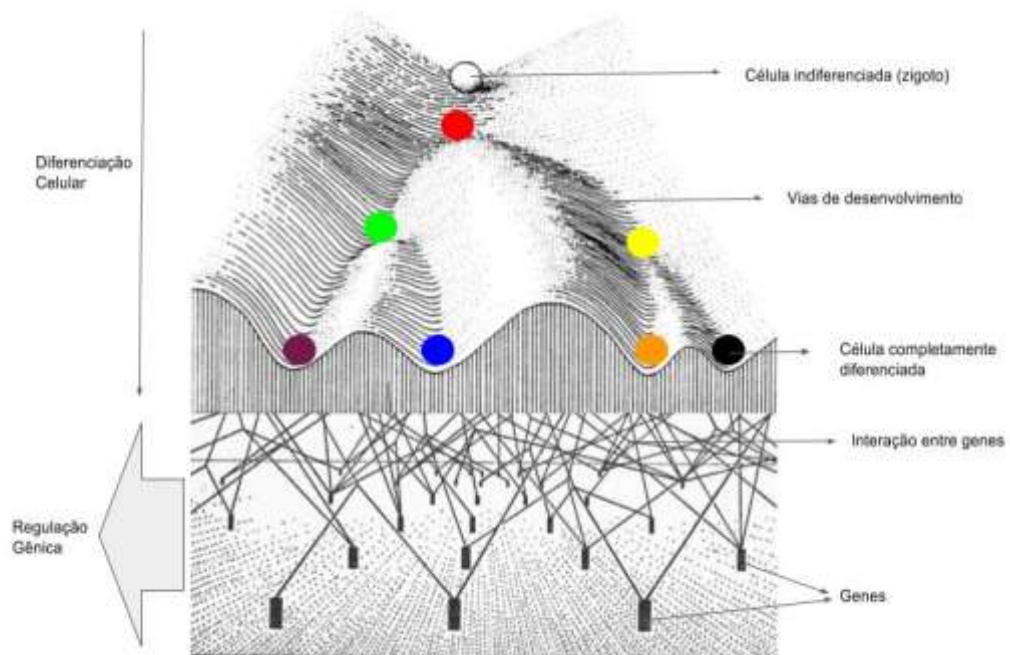 Célula indiferenciada (zigoto)
Diferenciação
Celular
Vias de desenvolvimento
Célula completamente
diferenciada
Interação entre genes
Regulação
Gênica
Genes